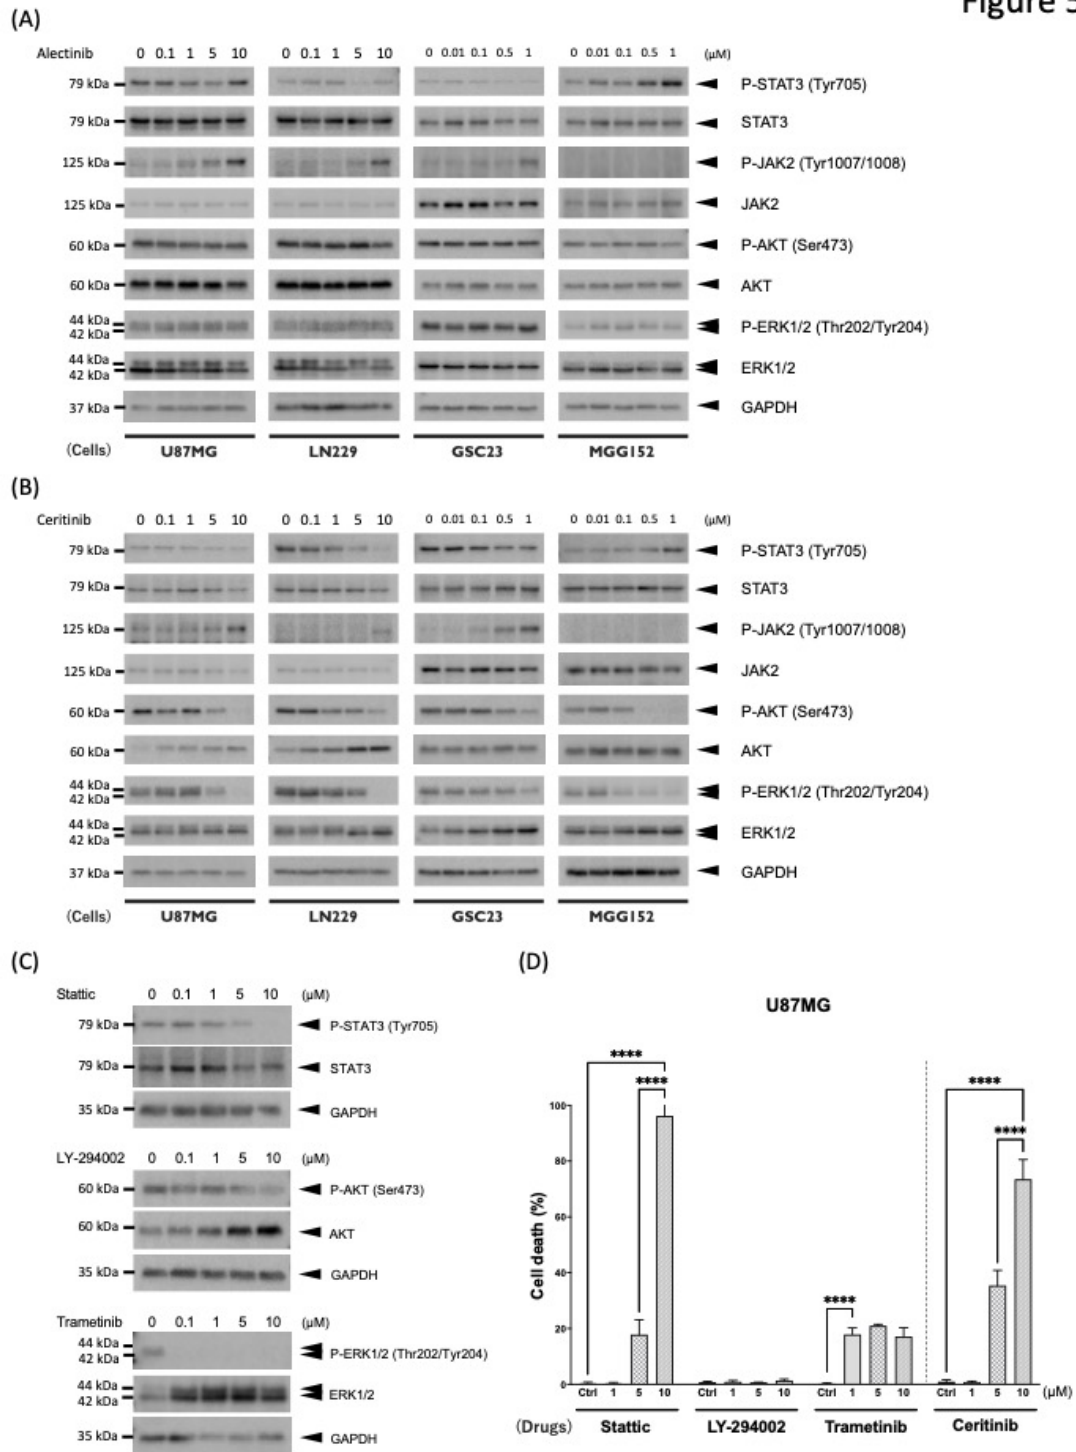 Figure 5
(A)
Alectinib 0 0.1 1 5 10 0 0.1 1 5 10 0 0.01 0.1 0.5 1 0 0.01 0.1 0.5 1 (μM)
79 kDa P-STAT3 (Tyr705)
79 kDa STAT3
125 kDa P-JAK2 (Tyr1007/1008)
125 kDa JAK2
60 kDa P-AKT (Ser473)
60 kDa AKT
44 kDa
42 kDa P-ERK1/2 (Thr202/Tyr204)
44 kDa
42 kDa ERK1/2
37 kDa GAPDH
(Cells) U87MG LN229 GSC23 MGG152
(B)
Ceritinib 0 0.1 1 5 10 0 0.1 1 5 10 0 0.01 0.1 0.5 1 0 0.01 0.1 0.5 1 (μM)
79 kDa P-STAT3 (Tyr705)
79 kDa STAT3
125 kDa P-JAK2 (Tyr1007/1008)
125 kDa JAK2
60 kDa P-AKT (Ser473)
60 kDa AKT
44 kDa
42 kDa P-ERK1/2 (Thr202/Tyr204)
44 kDa
42 kDa ERK1/2
37 kDa GAPDH
(Cells) U87MG LN229 GSC23 MGG152
(C)
Stattic 0 0.1 1 5 10 (μM)
79 kDa P-STAT3 (Tyr705)
79 kDa STAT3
35 kDa GAPDH
LY-294002 0 0.1 1 5 10 (μM)
60 kDa P-AKT (Ser473)
60 kDa AKT
35 kDa GAPDH
Trametinib 0 0.1 1 5 10 (μM)
44 kDa
42 kDa P-ERK1/2 (Thr202/Tyr204)
44 kDa
42 kDa ERK1/2
35 kDa GAPDH
(D)
U87MG
**** ****
**** ****
****
100
80
60
40
20
0
Cell death (%)
Ctrl 1 5 10 Ctrl 1 5 10 Ctrl 1 5 10 Ctrl 1 5 10 (μM)
(Drugs) Stattic LY-294002 Trametinib Ceritinib